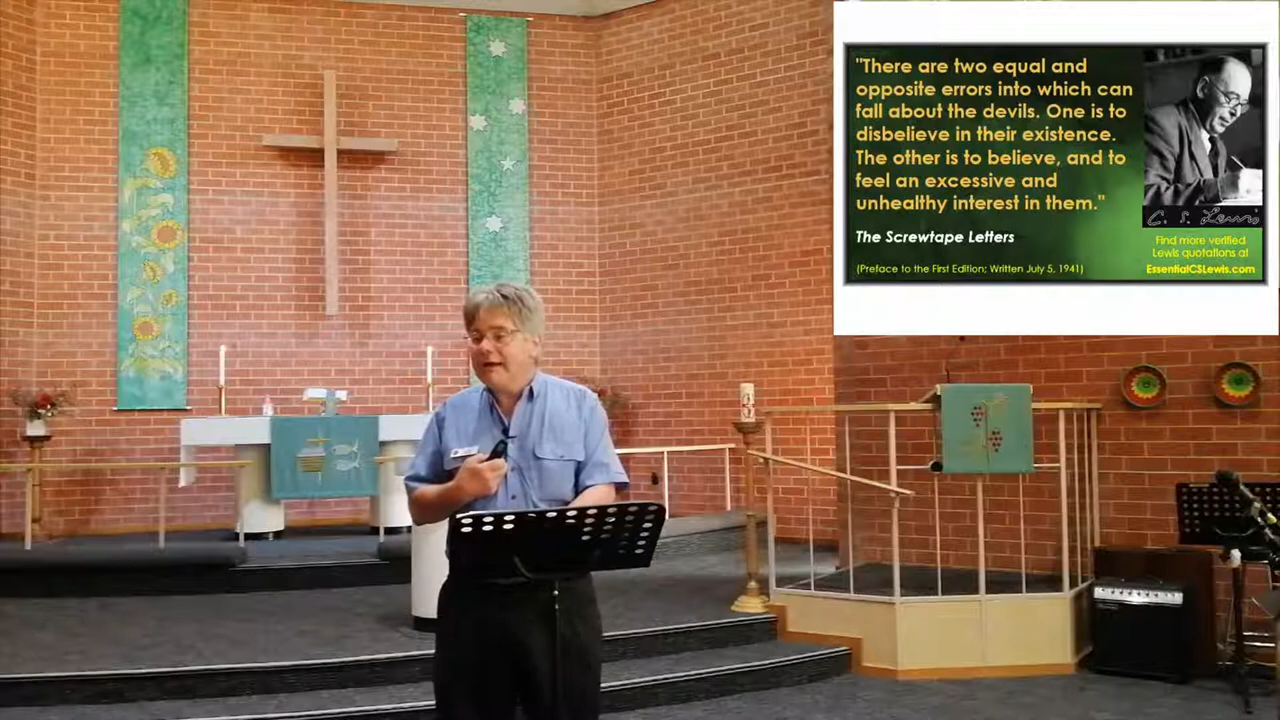 "There are two equal and
opposite errors into which can
fall about the devils. One is to
disbelieve in their existence.
The other is to believe, and to
feel an excessive and
unhealthy interest in them."
The Screwtape Letters
(Preface to the First Edition; Written July 5, 1941)
C. S. Lewis
Find more verified
Lewis quotations at
EssentialCSLewis.com